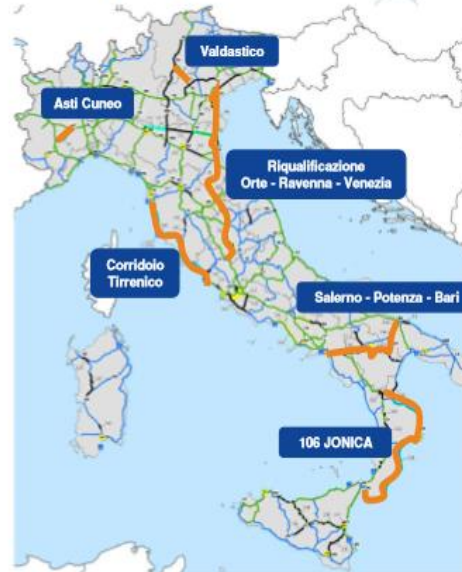 Valdastico
Asti Cuneo
Riqualificazione
Orte - Ravenna - Venezia
Corridoio
Tirrenico
Salerno - Potenza - Bari
106 JONICA